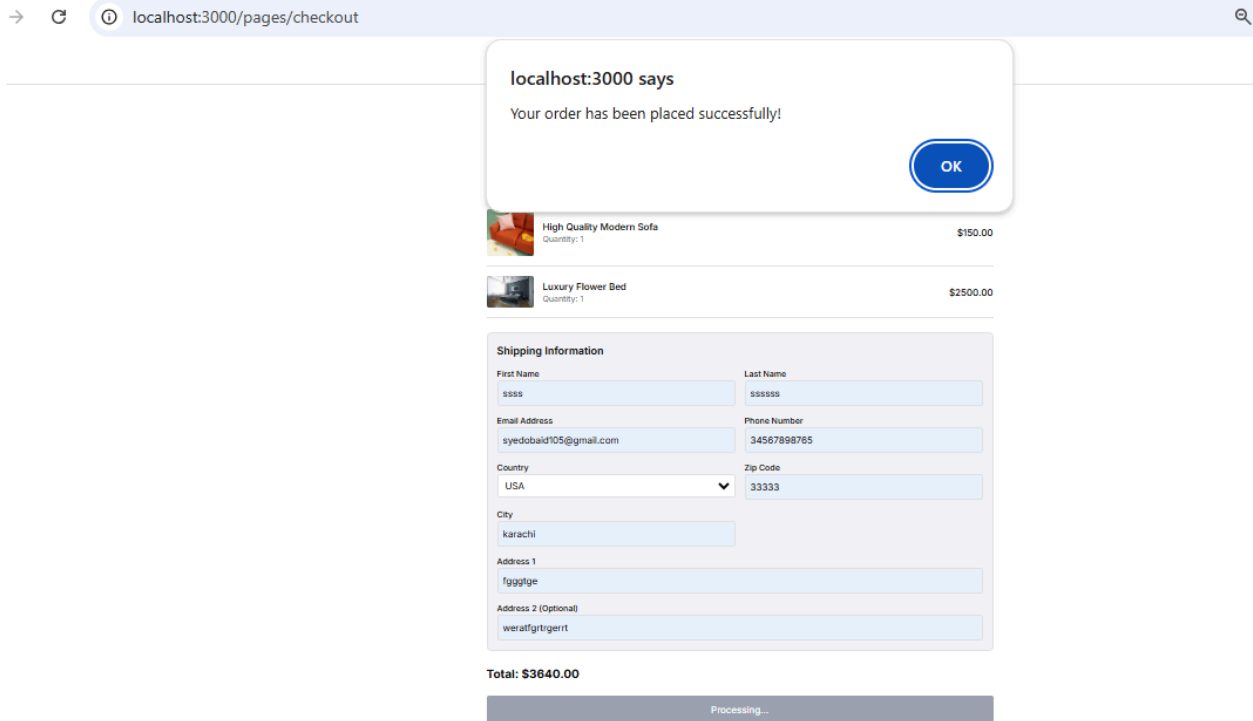 localhost:3000/pages/checkout
localhost:3000 says
Your order has been placed successfully!
OK
High Quality Modern Sofa
Quantity: 1
$150.00
Luxury Flower Bed
Quantity: 1
$2500.00
Shipping Information
First Name
Last Name
ssss
ssssss
Email Address
Phone Number
syedobaid105@gmail.com
34567898765
Country
Zip Code
USA
33333
City
karachi
Address 1
fgggtge
Address 2 (Optional)
weratfgrtrgerrt
Total: $3640.00
Processing...